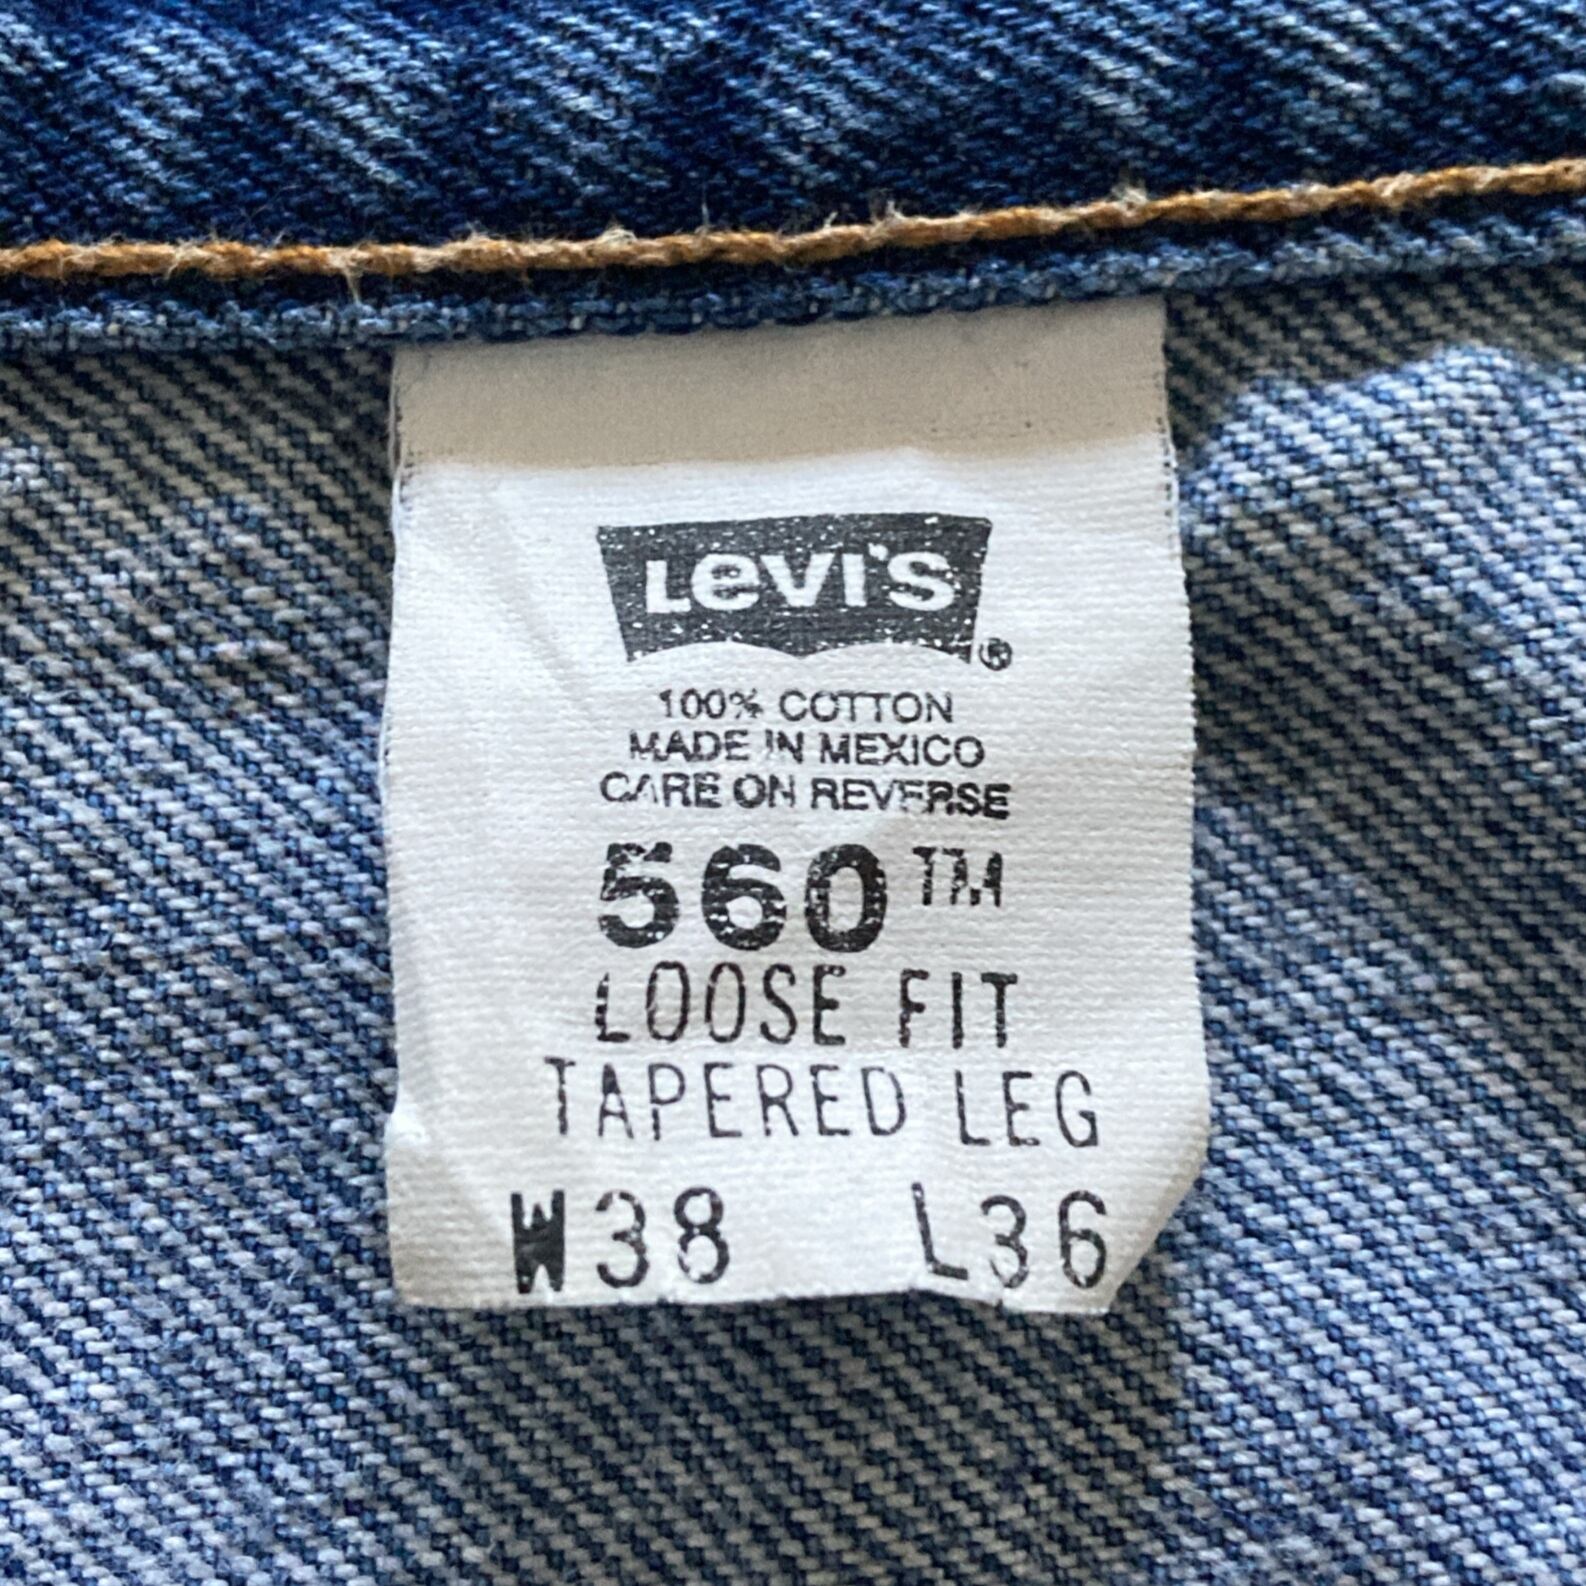 Levi's®
100% COTTON
MADE IN MEXICO
CARE ON REVERSE
560™
LOOSE FIT
TAPERED LEG
W38 L36